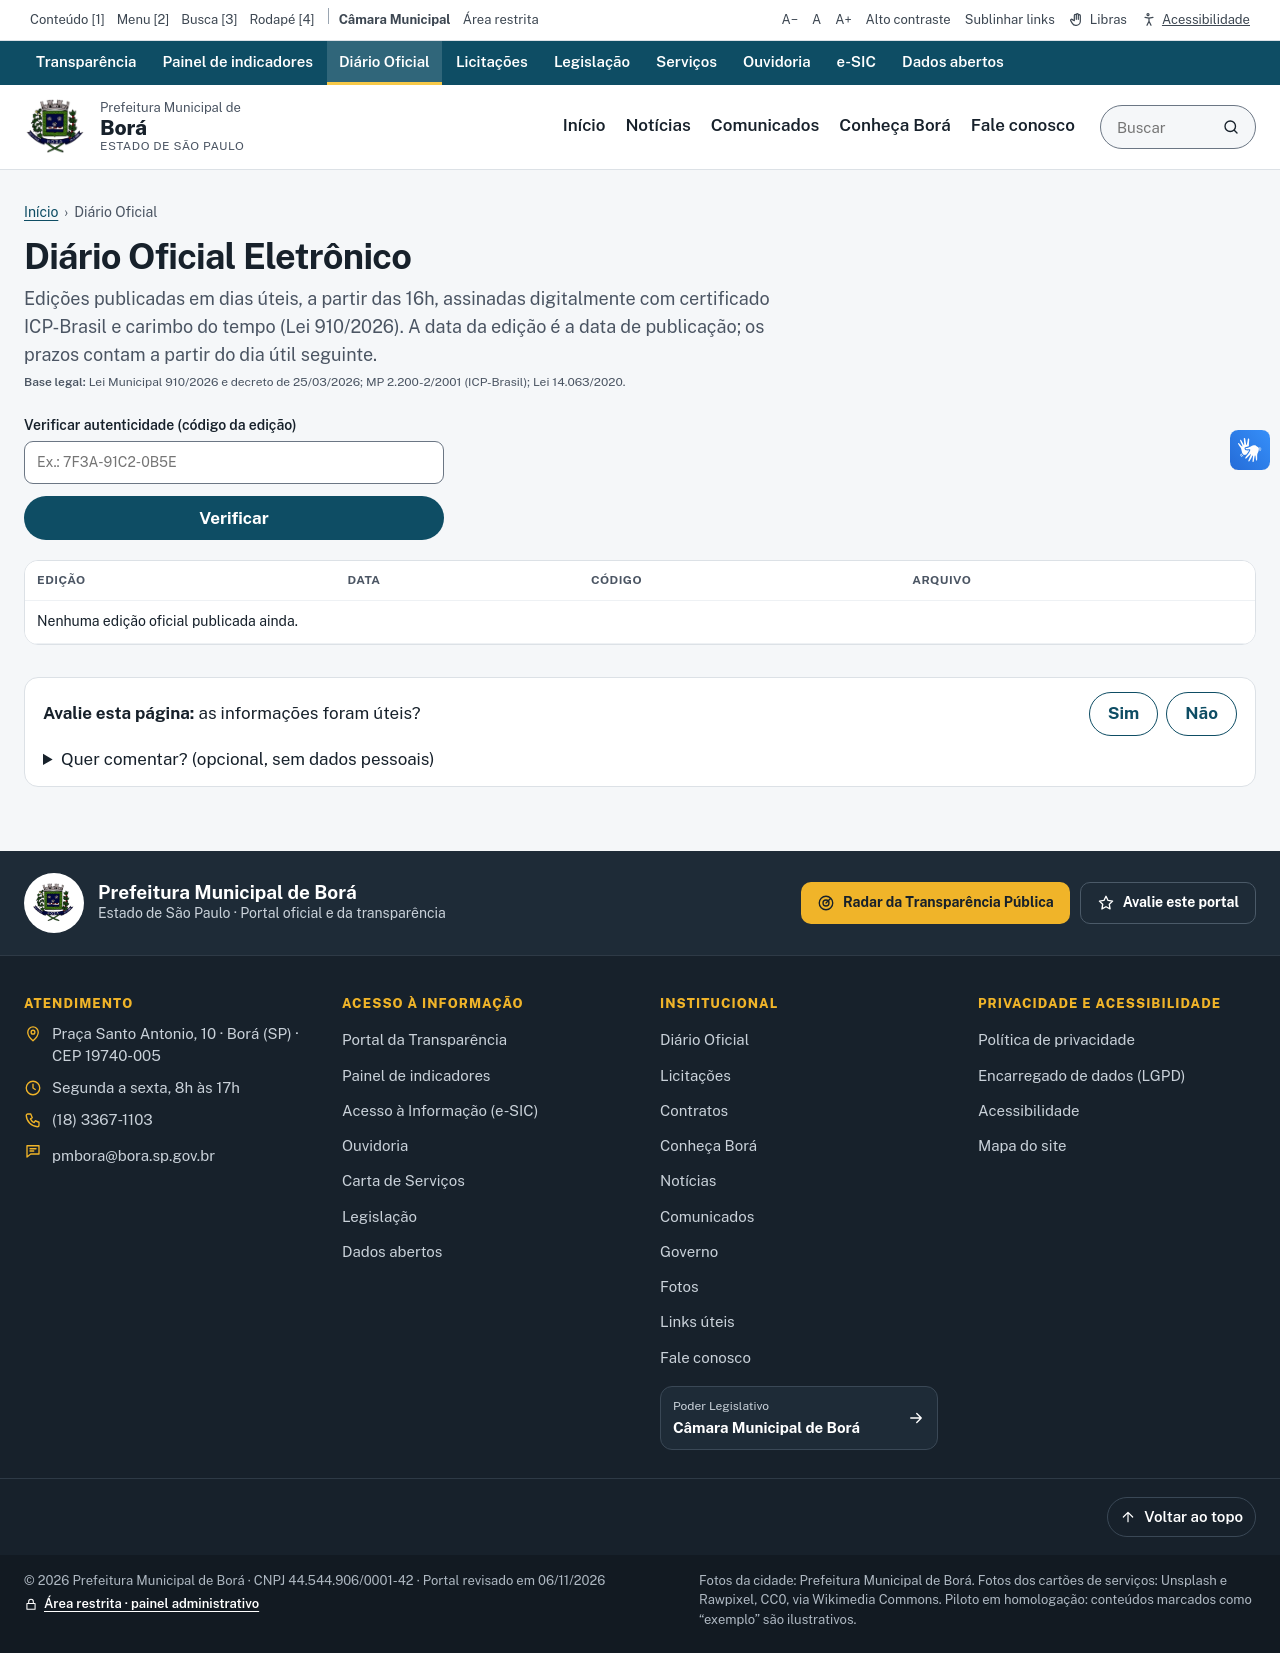 Conteúdo [1] Menu [2] Busca [3] Rodapé [4] Câmara Municipal Área restrita A− A A+ Alto contraste Sublinhar links Libras Acessibilidade
Transparência Painel de indicadores Diário Oficial Licitações Legislação Serviços Ouvidoria e-SIC Dados abertos
Prefeitura Municipal de
Borá
ESTADO DE SÃO PAULO
Início Notícias Comunicados Conheça Borá Fale conosco Buscar
Início › Diário Oficial
Diário Oficial Eletrônico
Edições publicadas em dias úteis, a partir das 16h, assinadas digitalmente com certificado
ICP-Brasil e carimbo do tempo (Lei 910/2026). A data da edição é a data de publicação; os
prazos contam a partir do dia útil seguinte.
Base legal: Lei Municipal 910/2026 e decreto de 25/03/2026; MP 2.200-2/2001 (ICP-Brasil); Lei 14.063/2020.
Verificar autenticidade (código da edição)
Ex.: 7F3A-91C2-0B5E
Verificar
EDIÇÃO DATA CÓDIGO ARQUIVO
Nenhuma edição oficial publicada ainda.
Avalie esta página: as informações foram úteis? Sim Não
Quer comentar? (opcional, sem dados pessoais)
Prefeitura Municipal de Borá
Estado de São Paulo · Portal oficial e da transparência
Radar da Transparência Pública Avalie este portal
ATENDIMENTO
Praça Santo Antonio, 10 · Borá (SP) ·
CEP 19740-005
Segunda a sexta, 8h às 17h
(18) 3367-1103
pmbora@bora.sp.gov.br
ACESSO À INFORMAÇÃO
Portal da Transparência
Painel de indicadores
Acesso à Informação (e-SIC)
Ouvidoria
Carta de Serviços
Legislação
Dados abertos
INSTITUCIONAL
Diário Oficial
Licitações
Contratos
Conheça Borá
Notícias
Comunicados
Governo
Fotos
Links úteis
Fale conosco
Poder Legislativo
Câmara Municipal de Borá
PRIVACIDADE E ACESSIBILIDADE
Política de privacidade
Encarregado de dados (LGPD)
Acessibilidade
Mapa do site
Voltar ao topo
© 2026 Prefeitura Municipal de Borá · CNPJ 44.544.906/0001-42 · Portal revisado em 06/11/2026
Área restrita · painel administrativo
Fotos da cidade: Prefeitura Municipal de Borá. Fotos dos cartões de serviços: Unsplash e
Rawpixel, CC0, via Wikimedia Commons. Piloto em homologação: conteúdos marcados como
“exemplo” são ilustrativos.